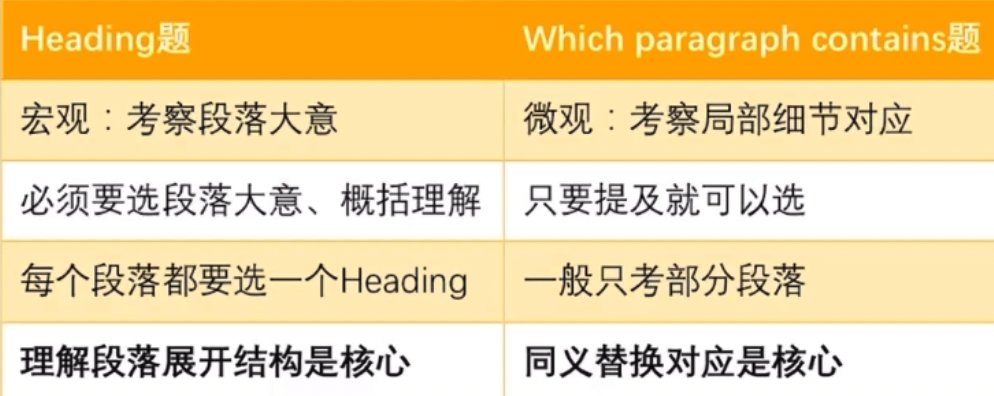 Heading题 Which paragraph contains题
宏观：考察段落大意 微观：考察局部细节对应
必须要选段落大意、概括理解 只要提及就可以选
每个段落都要选一个Heading 一般只考部分段落
理解段落展开结构是核心 同义替换对应是核心